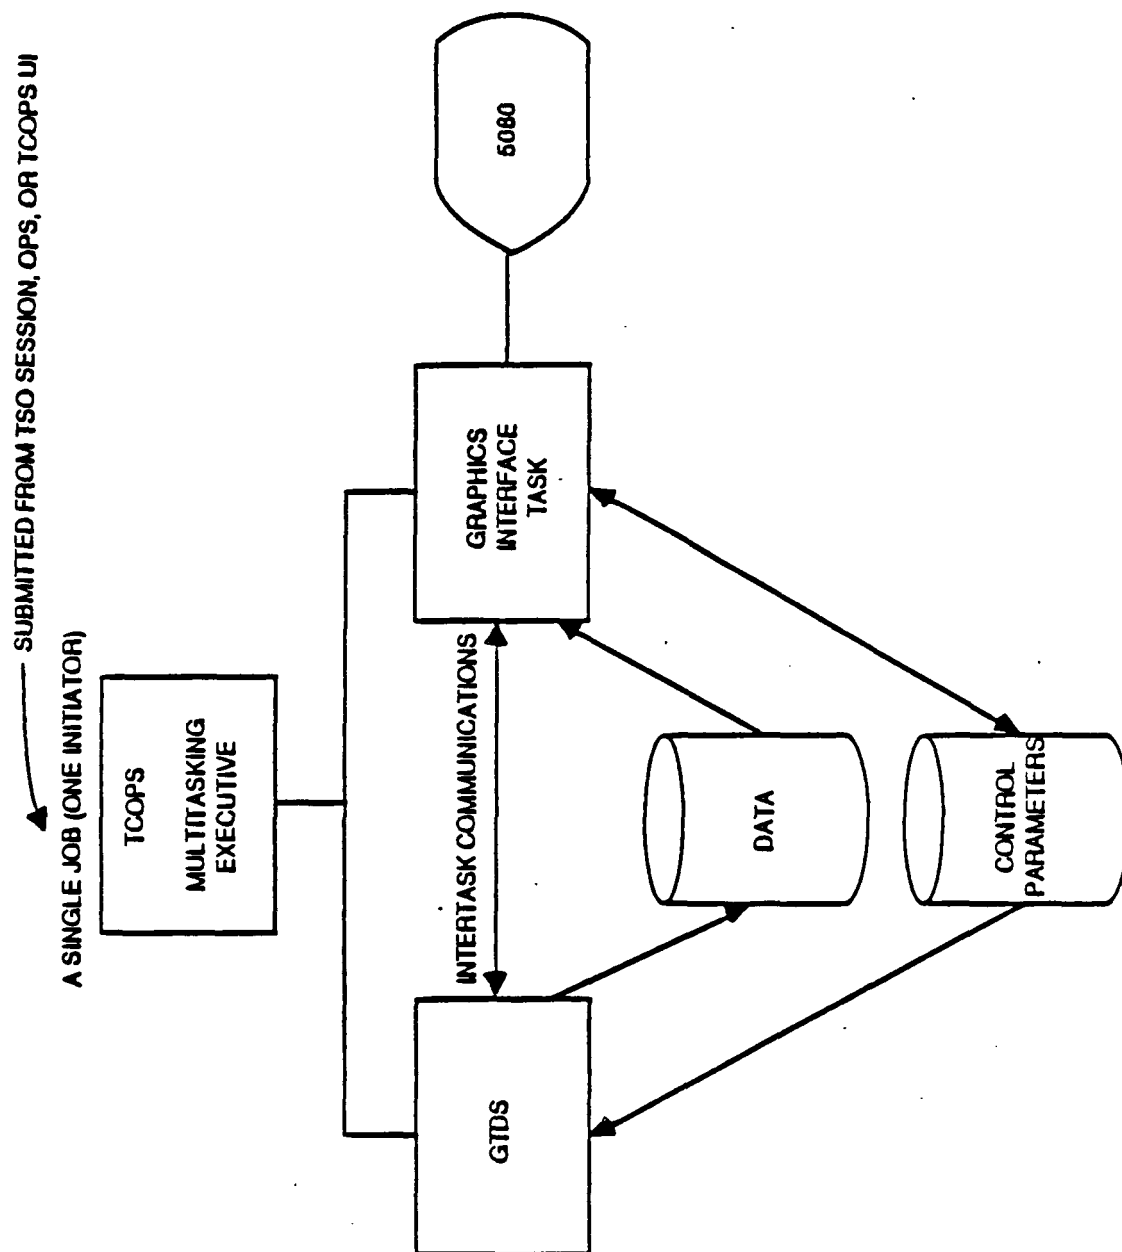 SUBMITTED FROM TSO SESSION, OPS, OR TCOPS UI
A SINGLE JOB (ONE INITIATOR)
TCOPS
MULTITASKING
EXECUTIVE
GTDS
INTERTASK COMMUNICATIONS
GRAPHICS
INTERFACE
TASK
5080
DATA
CONTROL
PARAMETERS